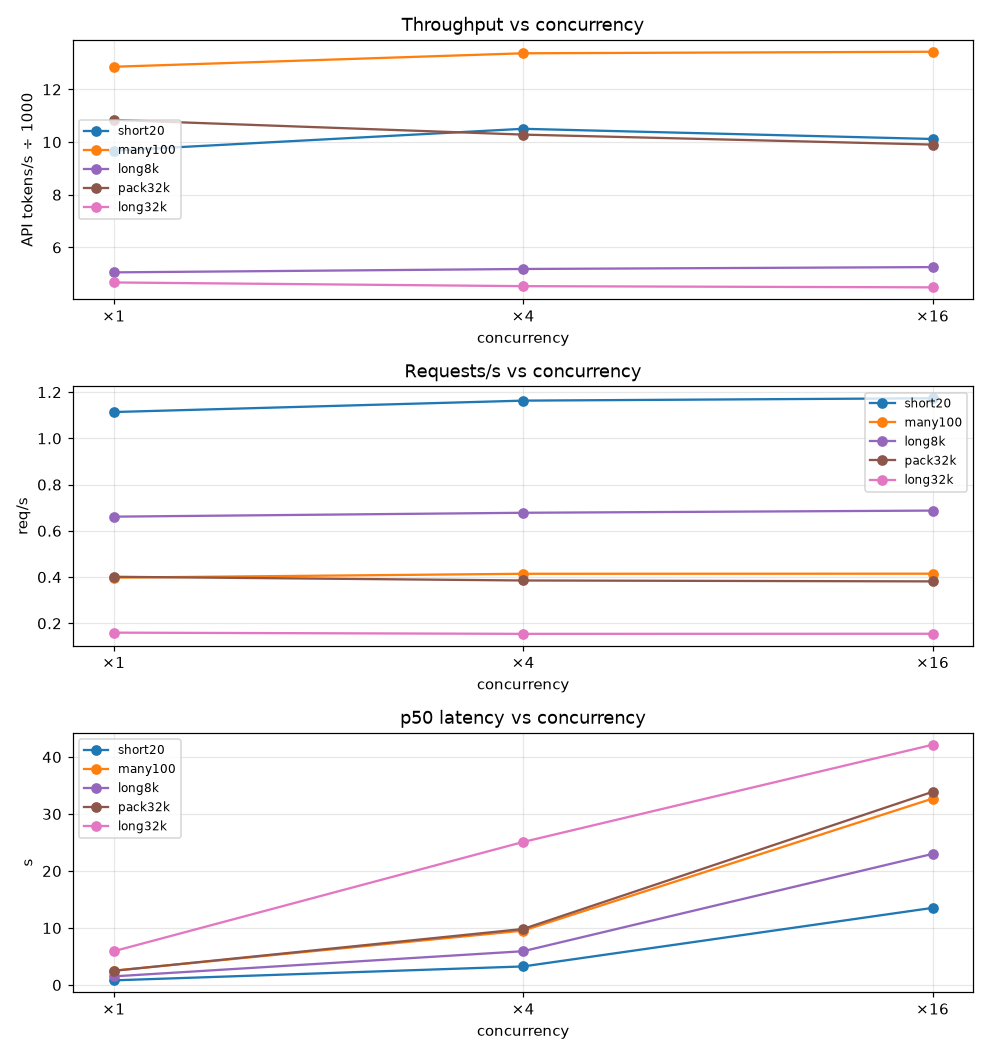 Throughput vs concurrency
API tokens/s ÷ 1000
12
10
8
6
short20
many100
long8k
pack32k
long32k
×1
×4
×16
concurrency
Requests/s vs concurrency
req/s
1.2
1.0
0.8
0.6
0.4
0.2
short20
many100
long8k
pack32k
long32k
×1
×4
×16
concurrency
p50 latency vs concurrency
s
40
30
20
10
0
short20
many100
long8k
pack32k
long32k
×1
×4
×16
concurrency